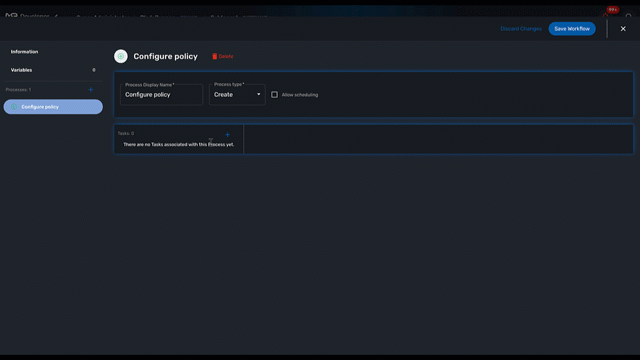 99+
Discard Changes
Save Workflow
Information
Variables 0
Processes: 1
Configure policy
Configure policy
Delete
Process Display Name*
Configure policy
Process type*
Create
Allow scheduling
Tasks: 0
There are no Tasks associated with this Process yet.